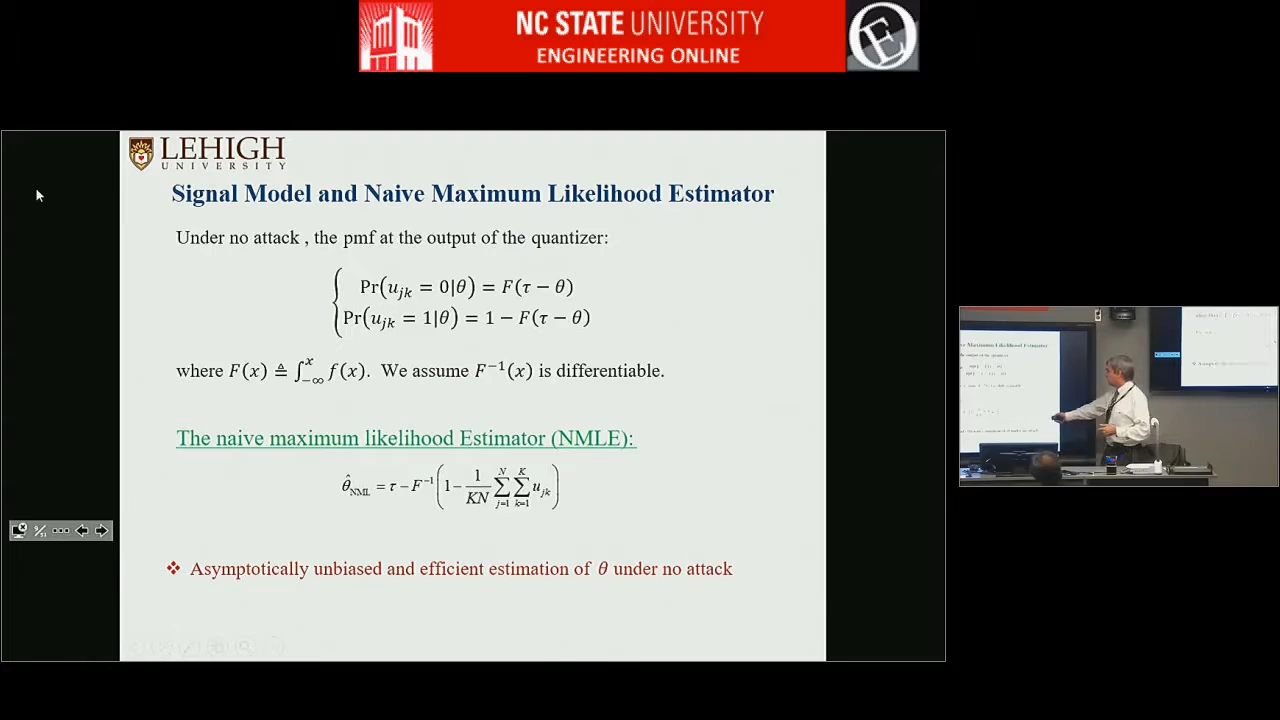 NC STATE UNIVERSITY
ENGINEERING ONLINE
LEHIGH
UNIVERSITY
Signal Model and Naive Maximum Likelihood Estimator
Under no attack , the pmf at the output of the quantizer:
Pr(u_jk = 0|θ) = F(τ − θ)
Pr(u_jk = 1|θ) = 1 − F(τ − θ)
where F(x) ≜ ∫_{−∞}^{x} f(x). We assume F⁻¹(x) is differentiable.
The naive maximum likelihood Estimator (NMLE):
θ̂_NML = τ − F⁻¹(1 − 1/KN ∑_{j=1}^{N} ∑_{k=1}^{K} u_jk)
❖ Asymptotically unbiased and efficient estimation of θ under no attack